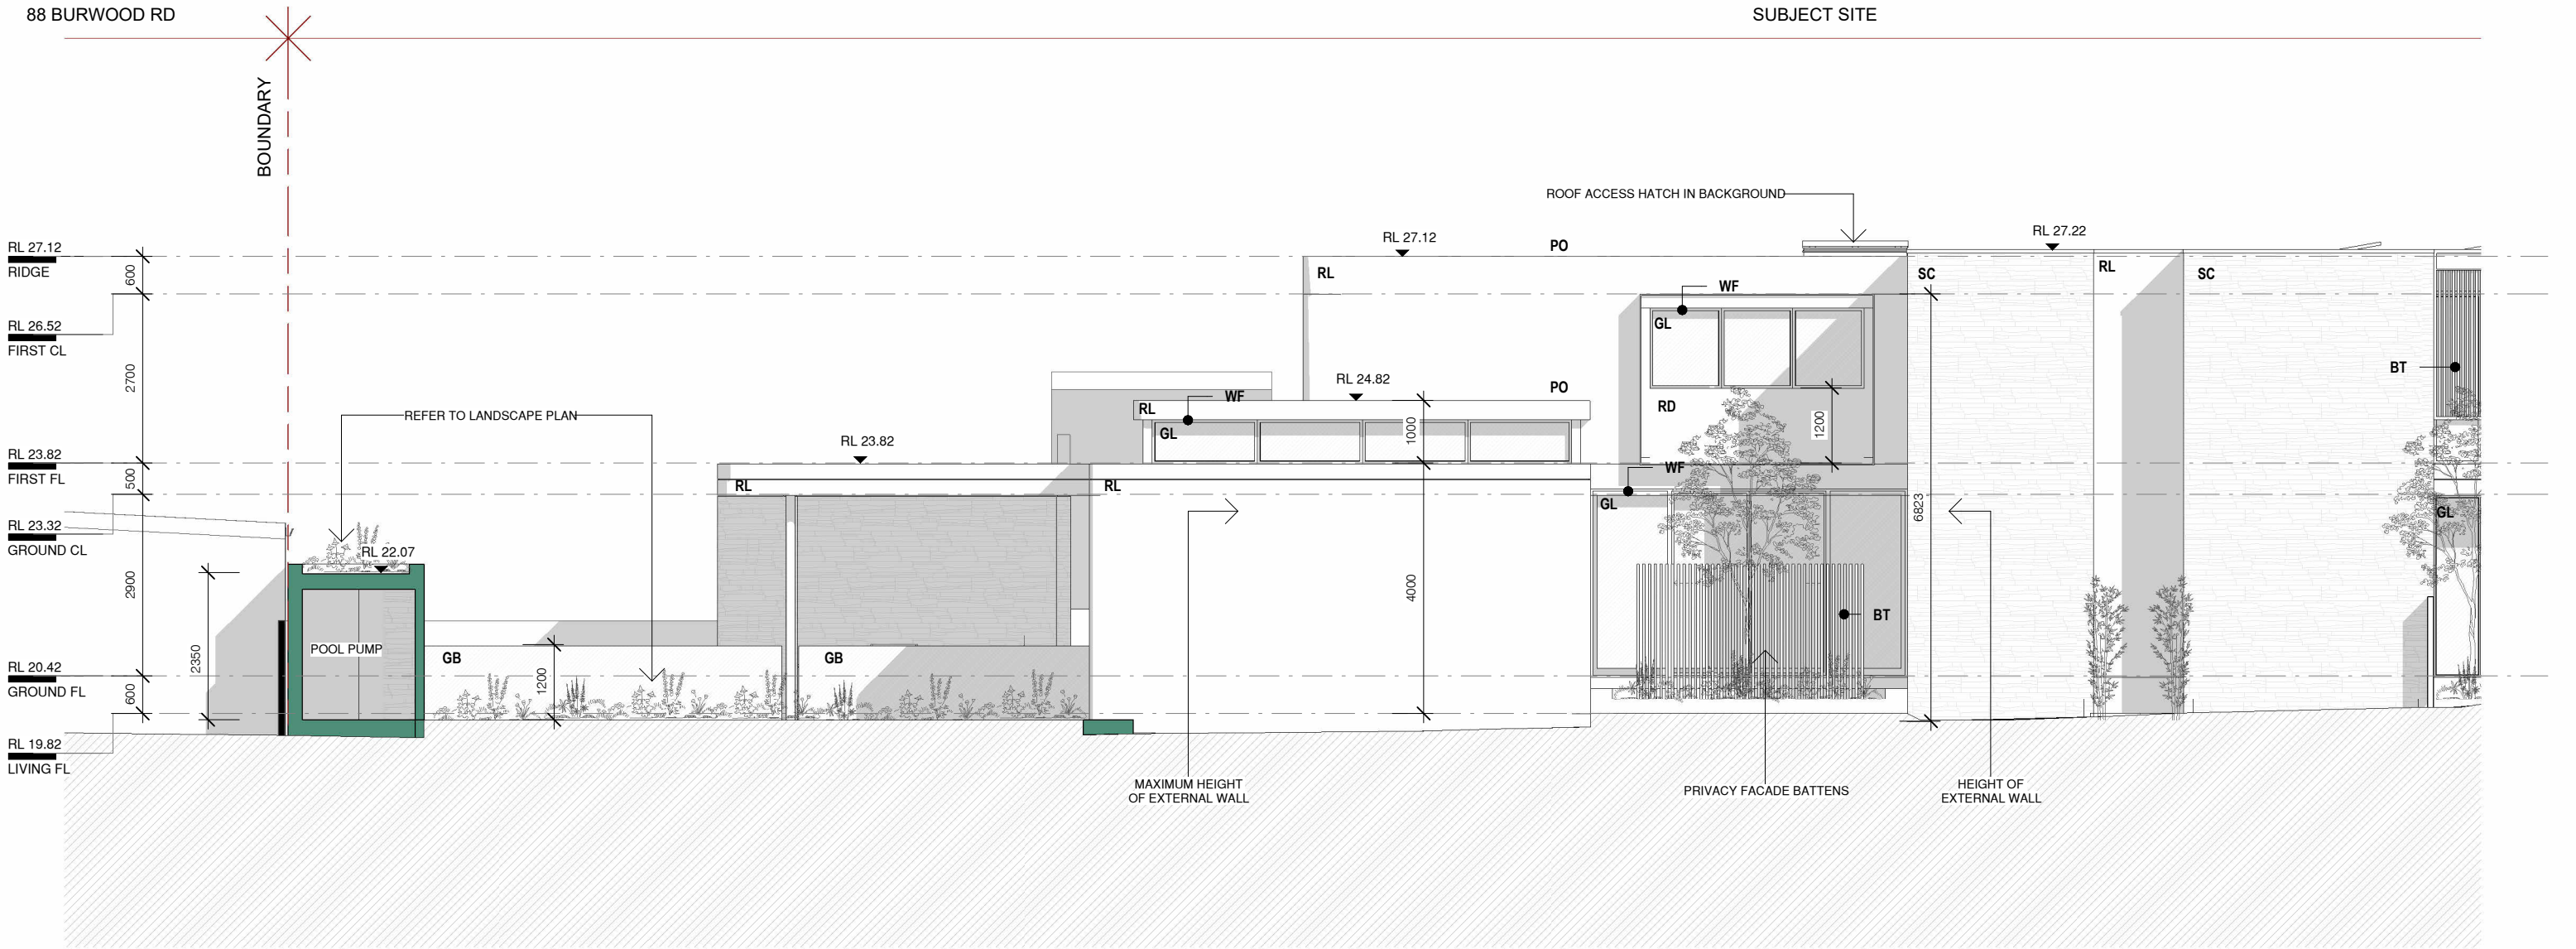 88 BURWOOD RD
SUBJECT SITE
BOUNDARY
ROOF ACCESS HATCH IN BACKGROUND
RL 27.12
RIDGE
600
RL 26.52
FIRST CL
2700
RL 23.82
FIRST FL
500
RL 23.32
GROUND CL
2900
RL 20.42
GROUND FL
600
RL 19.82
LIVING FL
2350
REFER TO LANDSCAPE PLAN
RL 22.07
POOL PUMP
GB
1200
RL 23.82
RL
GB
RL
RL 27.12
PO
RL
RL 24.82
PO
WF
RL
GL
1000
4000
WF
GL
RD
1200
WF
GL
BT
6823
SC
RL 27.22
RL
SC
BT
GL
MAXIMUM HEIGHT
OF EXTERNAL WALL
PRIVACY FACADE BATTENS
HEIGHT OF
EXTERNAL WALL